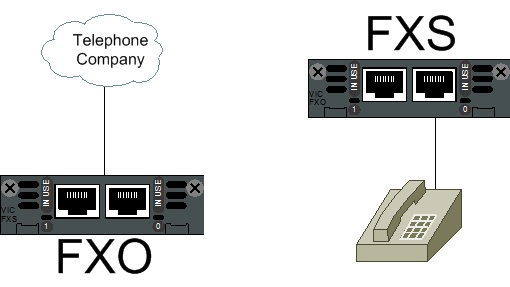 Telephone
Company
VIC
FXS
IN USE
1
IN USE
0
FXO
FXS
VIC
FXO
IN USE
1
IN USE
0